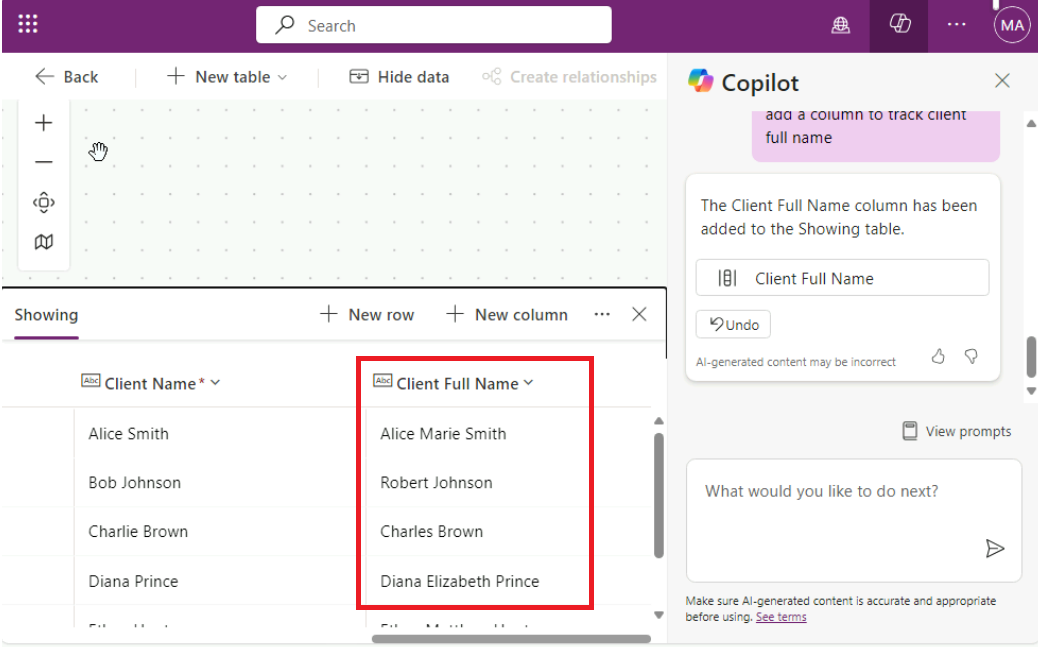 Search
MA
Back
New table
Hide data
Create relationships
Copilot
add a column to track client
full name
The Client Full Name column has been
added to the Showing table.
Client Full Name
Undo
AI-generated content may be incorrect
View prompts
What would you like to do next?
Make sure AI-generated content is accurate and appropriate
before using. See terms
Showing
New row
New column
Abc Client Name*
Abc Client Full Name
Alice Smith
Alice Marie Smith
Bob Johnson
Robert Johnson
Charlie Brown
Charles Brown
Diana Prince
Diana Elizabeth Prince